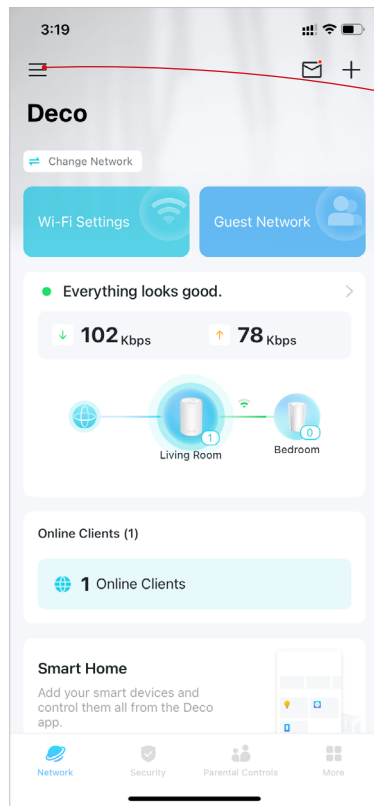 3:19
Deco
Change Network
Wi-Fi Settings
Guest Network
Everything looks good.
102 Kbps
78 Kbps
1
0
Living Room
Bedroom
Online Clients (1)
1 Online Clients
Smart Home
Add your smart devices and
control them all from the Deco
app.
Network
Security
Parental Controls
More